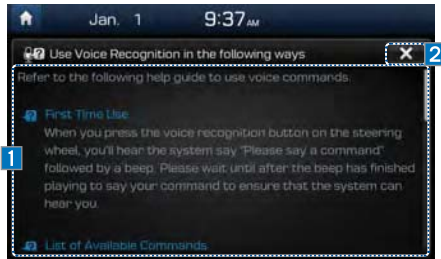 Jan. 1 9:37 AM
Use Voice Recognition in the following ways
2
Refer to the following help guide to use voice commands.
First Time Use
When you press the voice recognition button on the steering
wheel, you'll hear the system say "Please say a command"
followed by a beep. Please wait until after the beep has finished
1
playing to say your command to ensure that the system can
hear you.
List of Available Commands